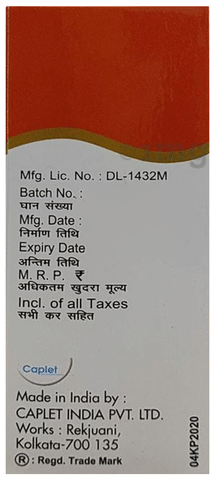 Mfg. Lic. No. : DL-1432M
Batch No. :
घान संख्या
Mfg. Date :
निर्माण तिथि
Expiry Date
अन्तिम तिथि
M. R. P. ₹
अधिकतम खुदरा मूल्य
Incl. of all Taxes
सभी कर सहित
Caplet
Made in India by :
CAPLET INDIA PVT. LTD.
Works : Rekjuani,
Kolkata-700 135
® : Regd. Trade Mark
04KP2020